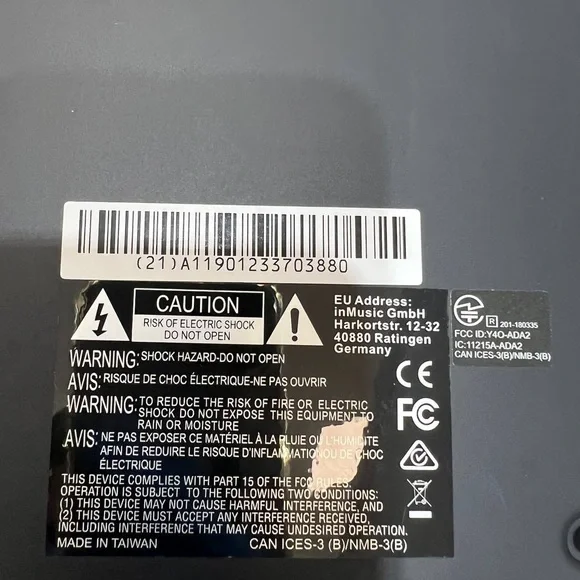 (21)A11901233703880
CAUTION
RISK OF ELECTRIC SHOCK
DO NOT OPEN
EU Address:
inMusic GmbH
Harkortstr. 12-32
40880 Ratingen
Germany
R 201-180335
FCC ID:Y4O-ADA2
IC:11215A-ADA2
CAN ICES-3(B)/NMB-3(B)
WARNING: SHOCK HAZARD-DO NOT OPEN
AVIS: RISQUE DE CHOC ÉLECTRIQUE-NE PAS OUVRIR
WARNING: TO REDUCE THE RISK OF FIRE OR ELECTRIC
SHOCK DO NOT EXPOSE THIS EQUIPMENT TO
RAIN OR MOISTURE
AVIS: NE PAS EXPOSER CE MATÉRIEL À LA PLUIE OU L'HUMIDITE
AFIN DE REDUIRE LE RISQUE D'INFLAMMATION OU DE CHOC
ÉLECTRIQUE
THIS DEVICE COMPLIES WITH PART 15 OF THE FCC RULES.
OPERATION IS SUBJECT TO THE FOLLOWING TWO CONDITIONS:
(1) THIS DEVICE MAY NOT CAUSE HARMFUL INTERFERENCE, AND
(2) THIS DEVICE MUST ACCEPT ANY INTERFERENCE RECEIVED,
INCLUDING INTERFERENCE THAT MAY CAUSE UNDESIRED OPERATION.
MADE IN TAIWAN CAN ICES-3 (B)/NMB-3(B)
CE
FC